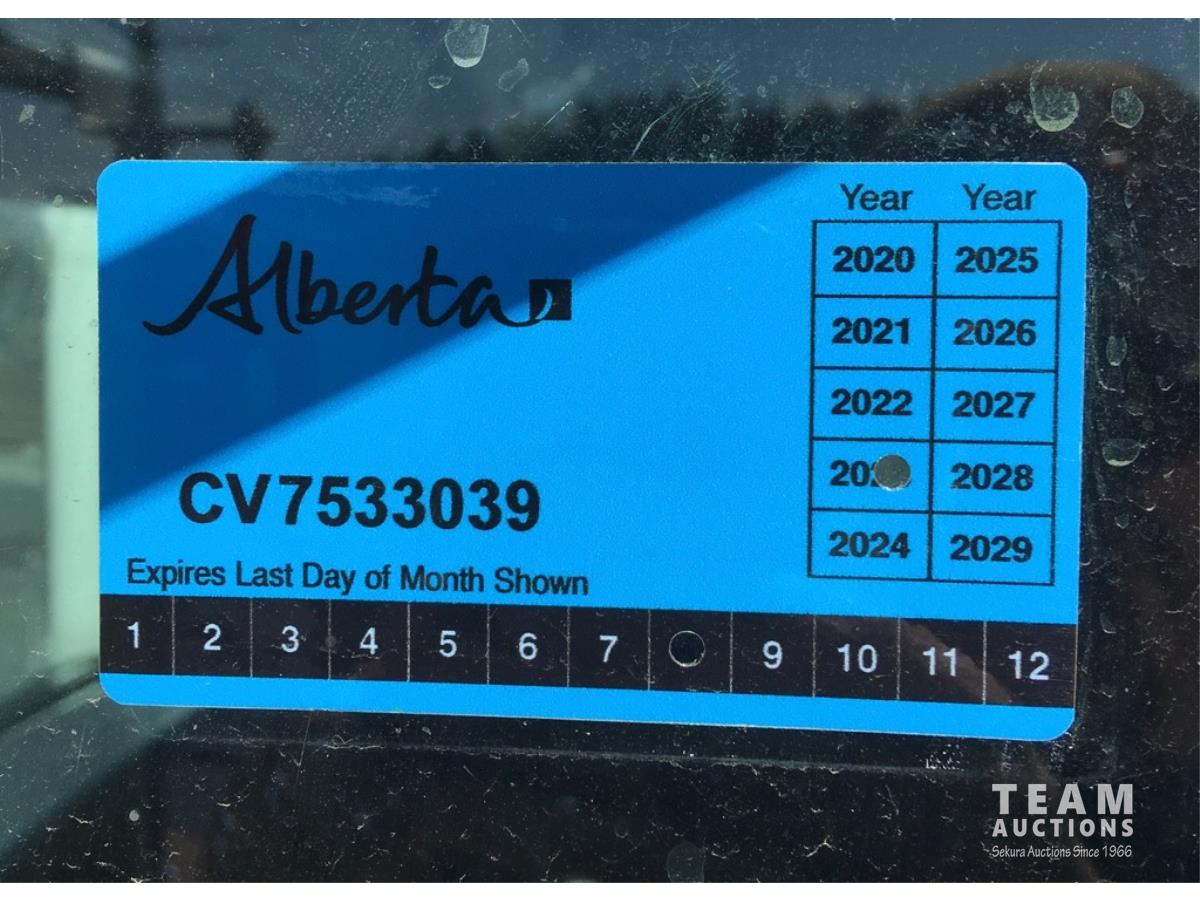 Alberta
Year Year
2020 2025
2021 2026
2022 2027
2028
2024 2029
CV7533039
Expires Last Day of Month Shown
1 2 3 4 5 6 7 9 10 11 12
TEAM
AUCTIONS
Sekura Auctions Since 1966